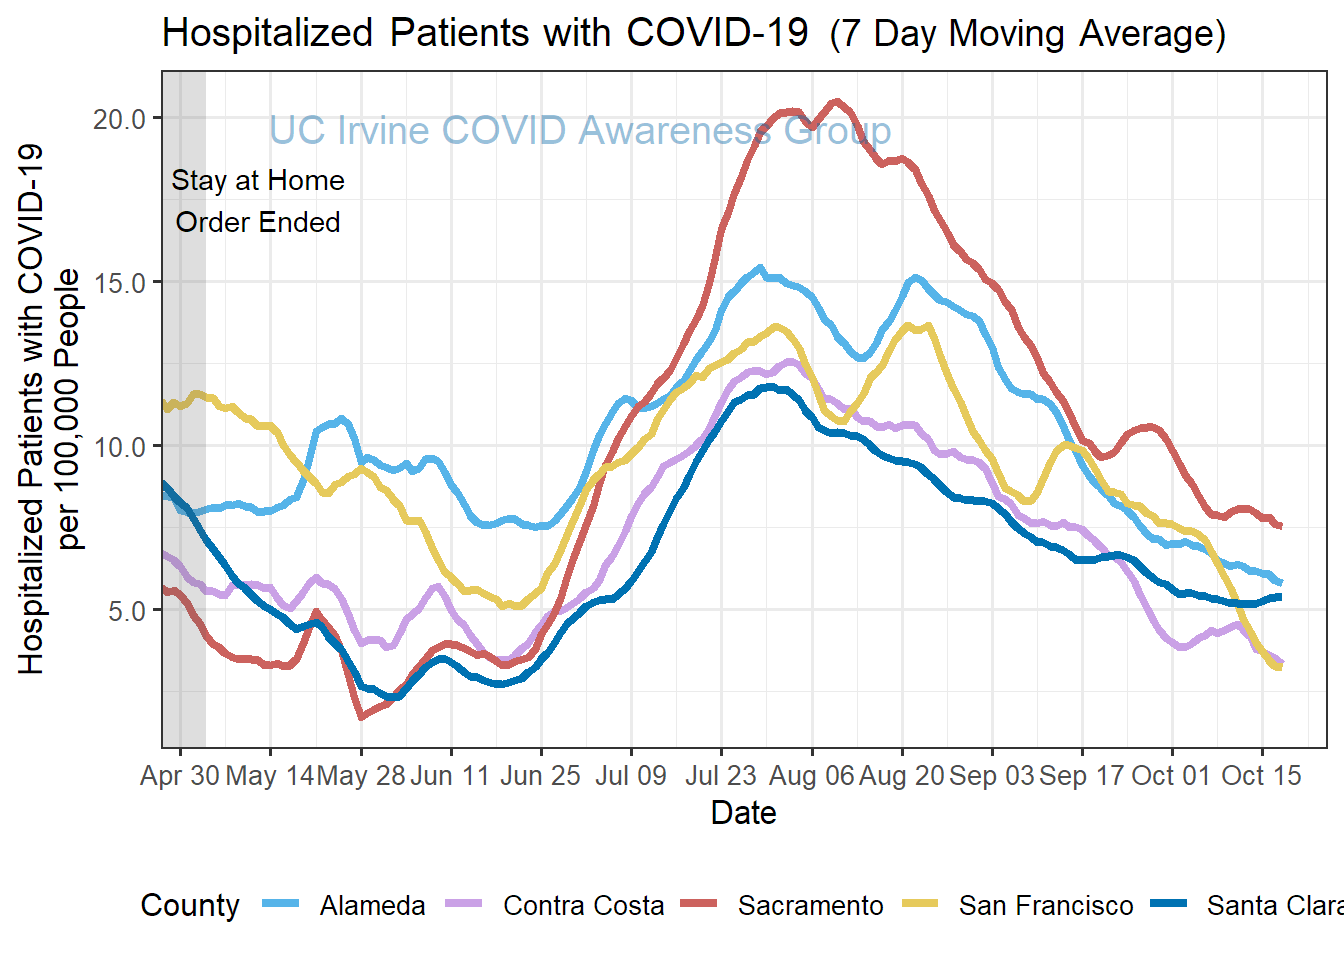 Hospitalized Patients with COVID-19 (7 Day Moving Average)
Hospitalized Patients with COVID-19
per 100,000 People
20.0
15.0
10.0
5.0
UC Irvine COVID Awareness Group
Stay at Home
Order Ended
Apr 30 May 14 May 28 Jun 11 Jun 25 Jul 09 Jul 23 Aug 06 Aug 20 Sep 03 Sep 17 Oct 01 Oct 15
Date
County Alameda Contra Costa Sacramento San Francisco Santa Clara